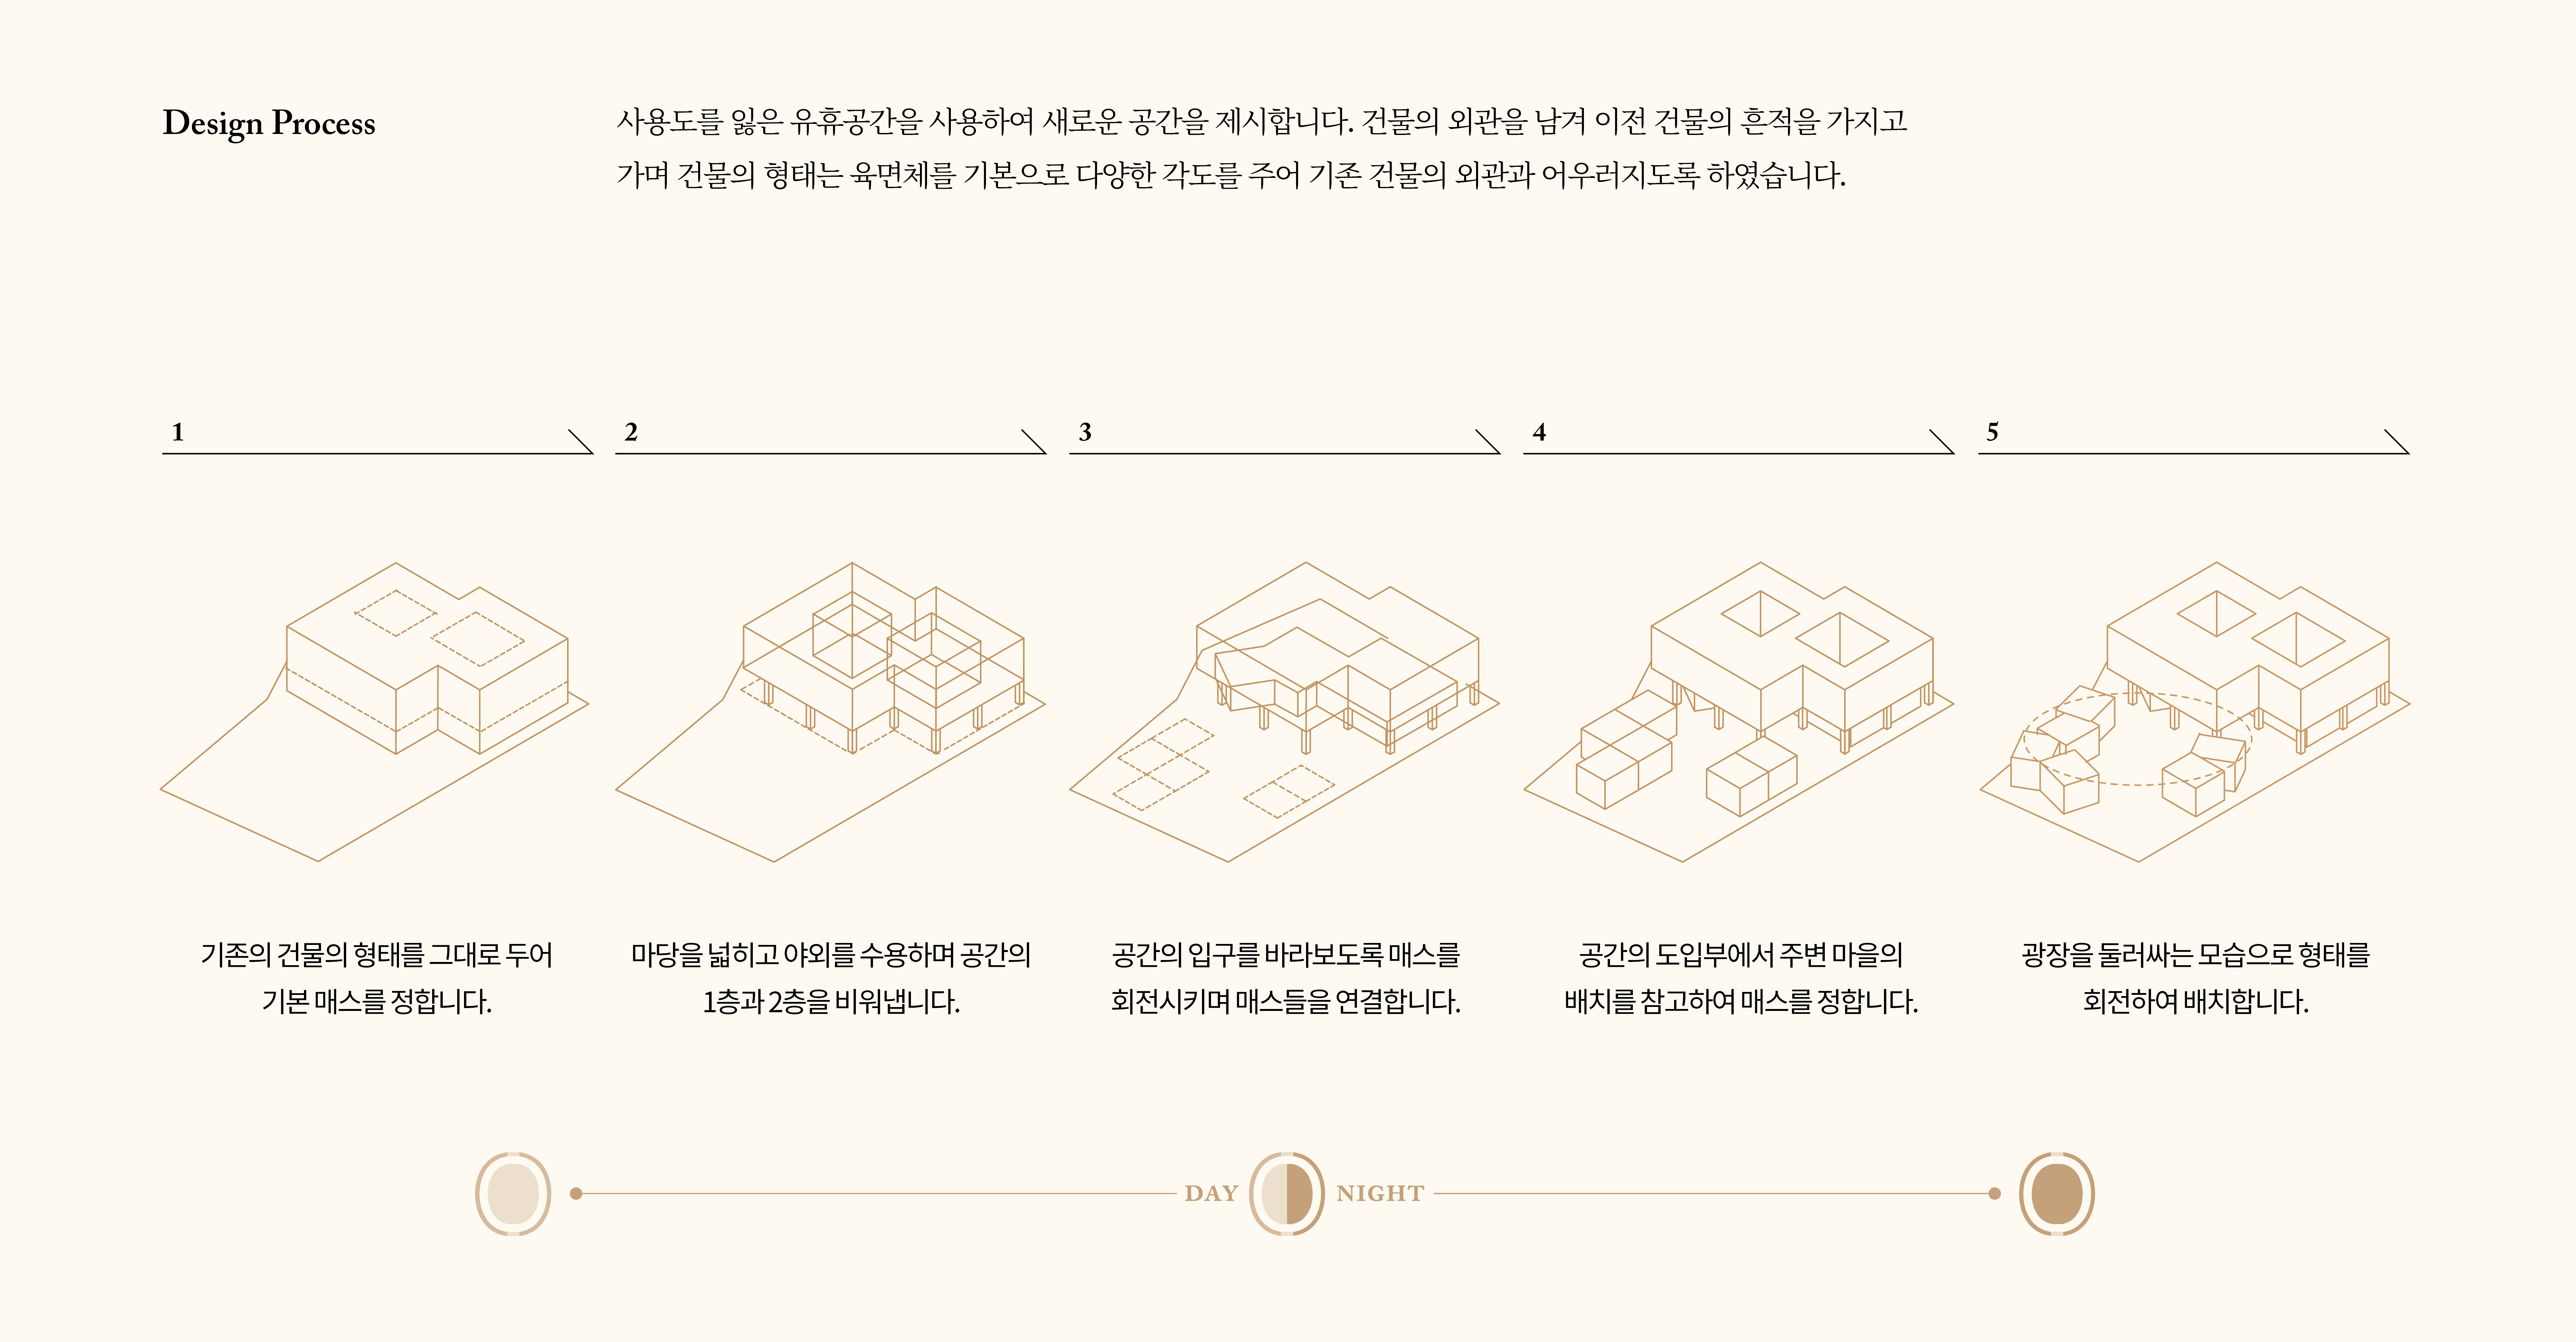 Design Process
사용도를 잃은 유휴공간을 사용하여 새로운 공간을 제시합니다. 건물의 외관을 남겨 이전 건물의 흔적을 가지고
가며 건물의 형태는 육면체를 기본으로 다양한 각도를 주어 기존 건물의 외관과 어우러지도록 하였습니다.
1
2
3
4
5
기존의 건물의 형태를 그대로 두어
기본 매스를 정합니다.
마당을 넓히고 야외를 수용하며 공간의
1층과 2층을 비워냅니다.
공간의 입구를 바라보도록 매스를
회전시키며 매스들을 연결합니다.
공간의 도입부에서 주변 마을의
배치를 참고하여 매스를 정합니다.
광장을 둘러싸는 모습으로 형태를
회전하여 배치합니다.
DAY
NIGHT